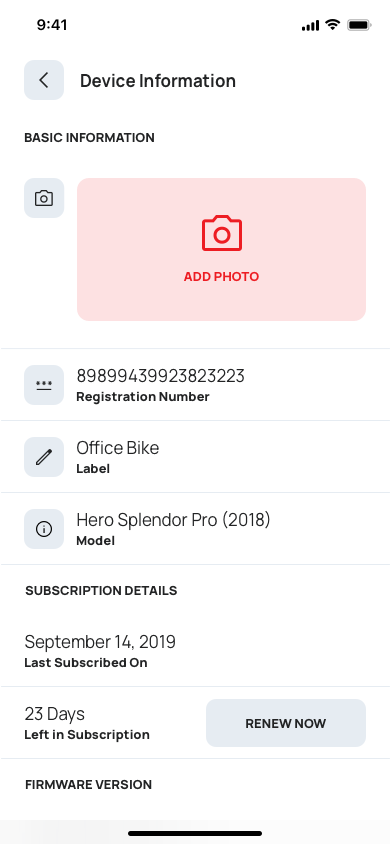 9:41
Device Information
BASIC INFORMATION
ADD PHOTO
89899439923823223
Registration Number
Office Bike
Label
Hero Splendor Pro (2018)
Model
SUBSCRIPTION DETAILS
September 14, 2019
Last Subscribed On
23 Days
Left in Subscription
RENEW NOW
FIRMWARE VERSION